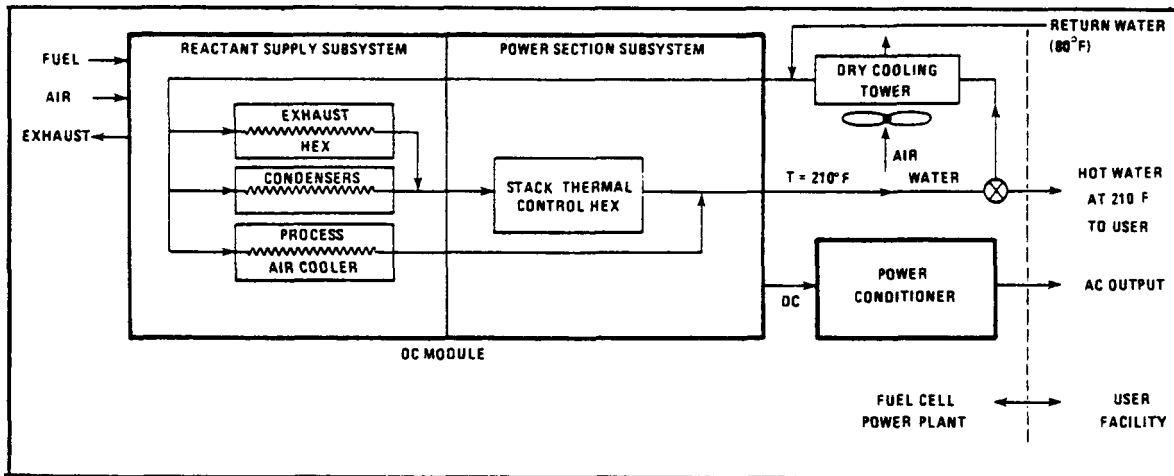 REACTANT SUPPLY SUBSYSTEM
POWER SECTION SUBSYSTEM
RETURN WATER
(80°F)
FUEL
AIR
EXHAUST
DRY COOLING
TOWER
AIR
EXHAUST
HEX
CONDENSERS
PROCESS
AIR COOLER
STACK THERMAL
CONTROL HEX
T = 210°F
WATER
HOT WATER
AT 210 F
TO USER
DC
POWER
CONDITIONER
AC OUTPUT
DC MODULE
FUEL CELL
POWER PLANT
USER
FACILITY